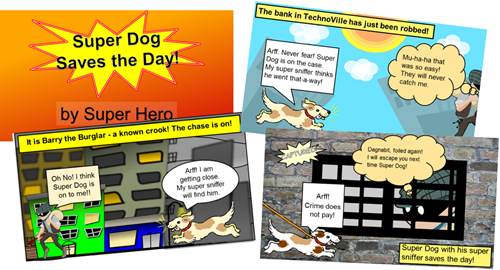 Super Dog
Saves the Day!
by Super Hero
The bank in TechnoVille has just been robbed!
Arff. Never fear! Super
Dog is on the case.
My super sniffer thinks
he went that-a-way!
Mu-ha-ha that
was so easy!
They will never
catch me.
It is Barry the Burglar - a known crook! The chase is on!
Oh No! I think
Super Dog is
on to me!!
Arff! I am
getting close.
My super sniffer
will find him.
CAPTURED!
Dagnabit, foiled again!
I will escape you next
time Super Dog!
Arff!
Crime does
not pay!
Super Dog with his super
sniffer saves the day!